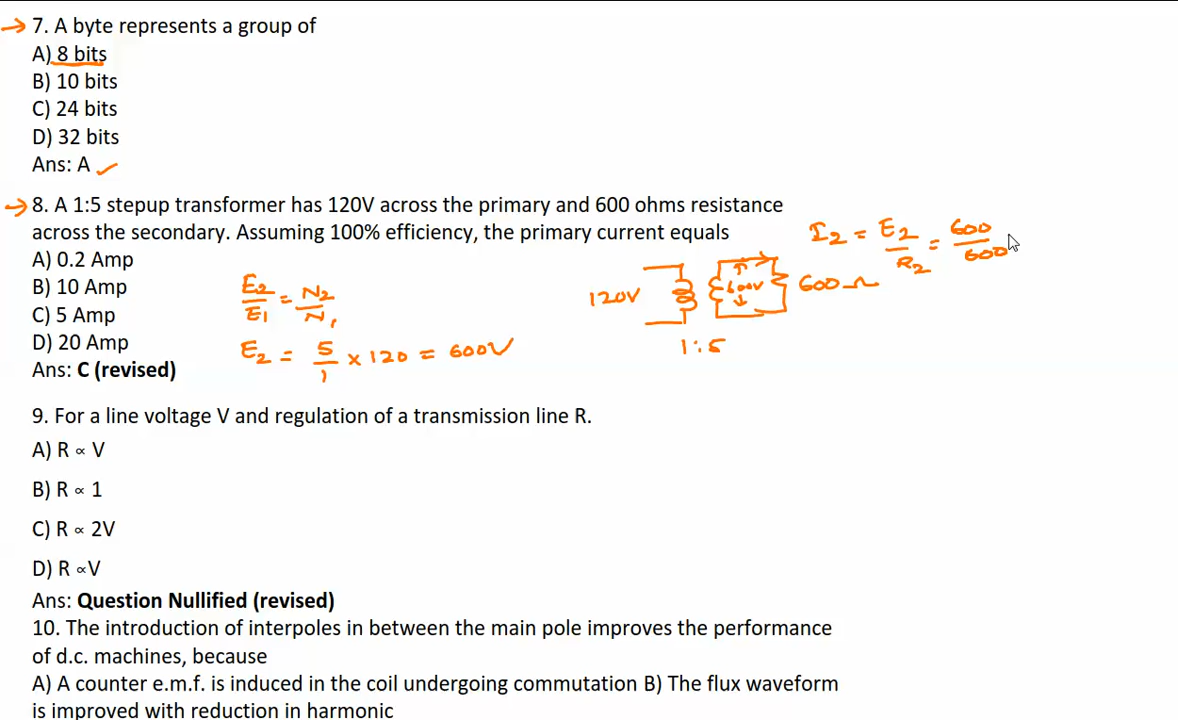 7. A byte represents a group of
A) 8 bits
B) 10 bits
C) 24 bits
D) 32 bits
Ans: A
8. A 1:5 stepup transformer has 120V across the primary and 600 ohms resistance
across the secondary. Assuming 100% efficiency, the primary current equals
A) 0.2 Amp
B) 10 Amp
C) 5 Amp
D) 20 Amp
Ans: C (revised)
E2/E1 = N2/N1
E2 = 5/1 × 120 = 600V
120V
600V
600Ω
1:5
I2 = E2/R2 = 600/600
9. For a line voltage V and regulation of a transmission line R.
A) R ∝ V
B) R ∝ 1
C) R ∝ 2V
D) R ∝V
Ans: Question Nullified (revised)
10. The introduction of interpoles in between the main pole improves the performance
of d.c. machines, because
A) A counter e.m.f. is induced in the coil undergoing commutation B) The flux waveform
is improved with reduction in harmonic